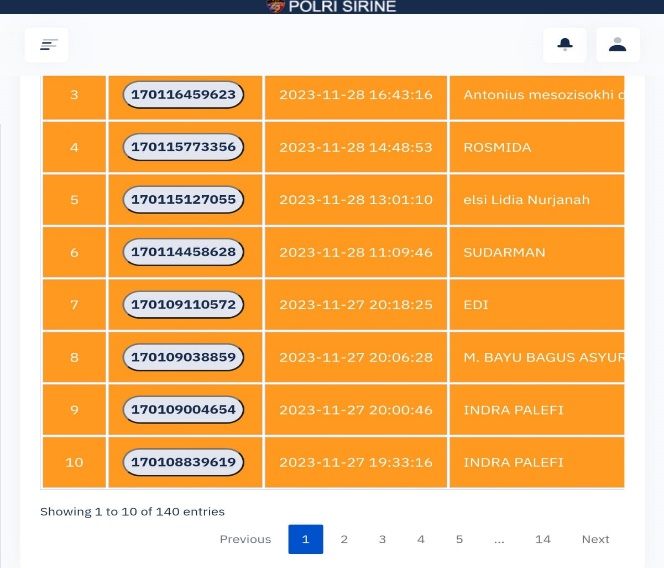 POLRI SIRINE
3 170116459623 2023-11-28 16:43:16 Antonius mesozisokhi
4 170115773356 2023-11-28 14:48:53 ROSMIDA
5 170115127055 2023-11-28 13:01:10 elsi Lidia Nurjanah
6 170114458628 2023-11-28 11:09:46 SUDARMAN
7 170109110572 2023-11-27 20:18:25 EDI
8 170109038859 2023-11-27 20:06:28 M. BAYU BAGUS ASYUR
9 170109004654 2023-11-27 20:00:46 INDRA PALEFI
10 170108839619 2023-11-27 19:33:16 INDRA PALEFI
Showing 1 to 10 of 140 entries
Previous 1 2 3 4 5 ... 14 Next